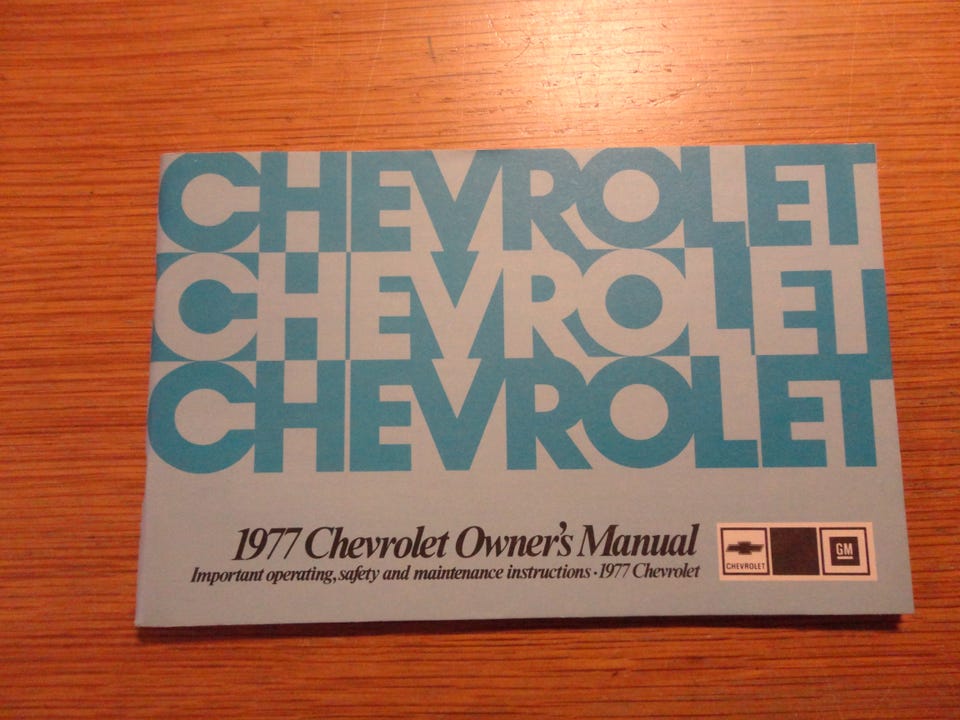 CHEVROLET
CHEVROLET
CHEVROLET
1977 Chevrolet Owner's Manual
Important operating, safety and maintenance instructions • 1977 Chevrolet
CHEVROLET
GM